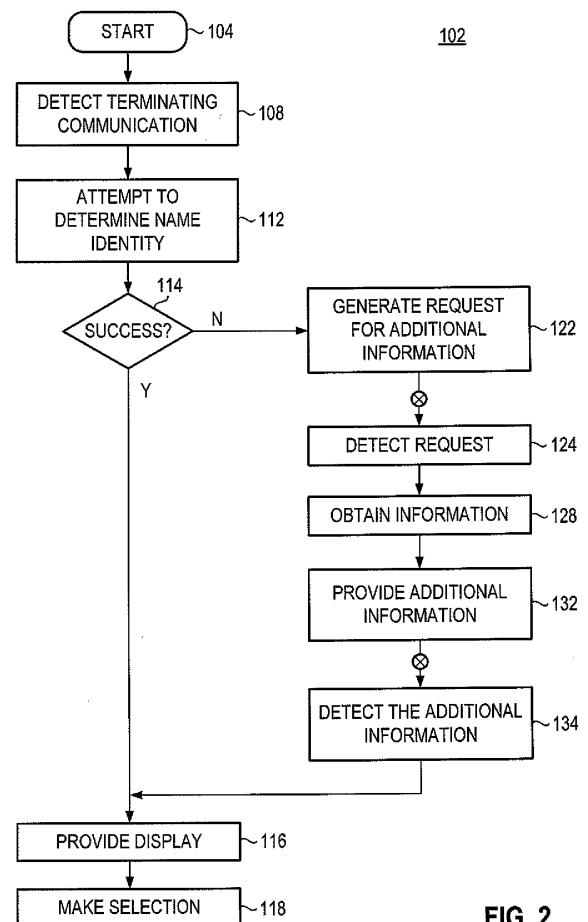 START
104
102
DETECT TERMINATING
COMMUNICATION
108
ATTEMPT TO
DETERMINE NAME
IDENTITY
112
114
SUCCESS?
N
Y
GENERATE REQUEST
FOR ADDITIONAL
INFORMATION
122
DETECT REQUEST
124
OBTAIN INFORMATION
128
PROVIDE ADDITIONAL
INFORMATION
132
DETECT THE ADDITIONAL
INFORMATION
134
PROVIDE DISPLAY
116
MAKE SELECTION
118
FIG. 2